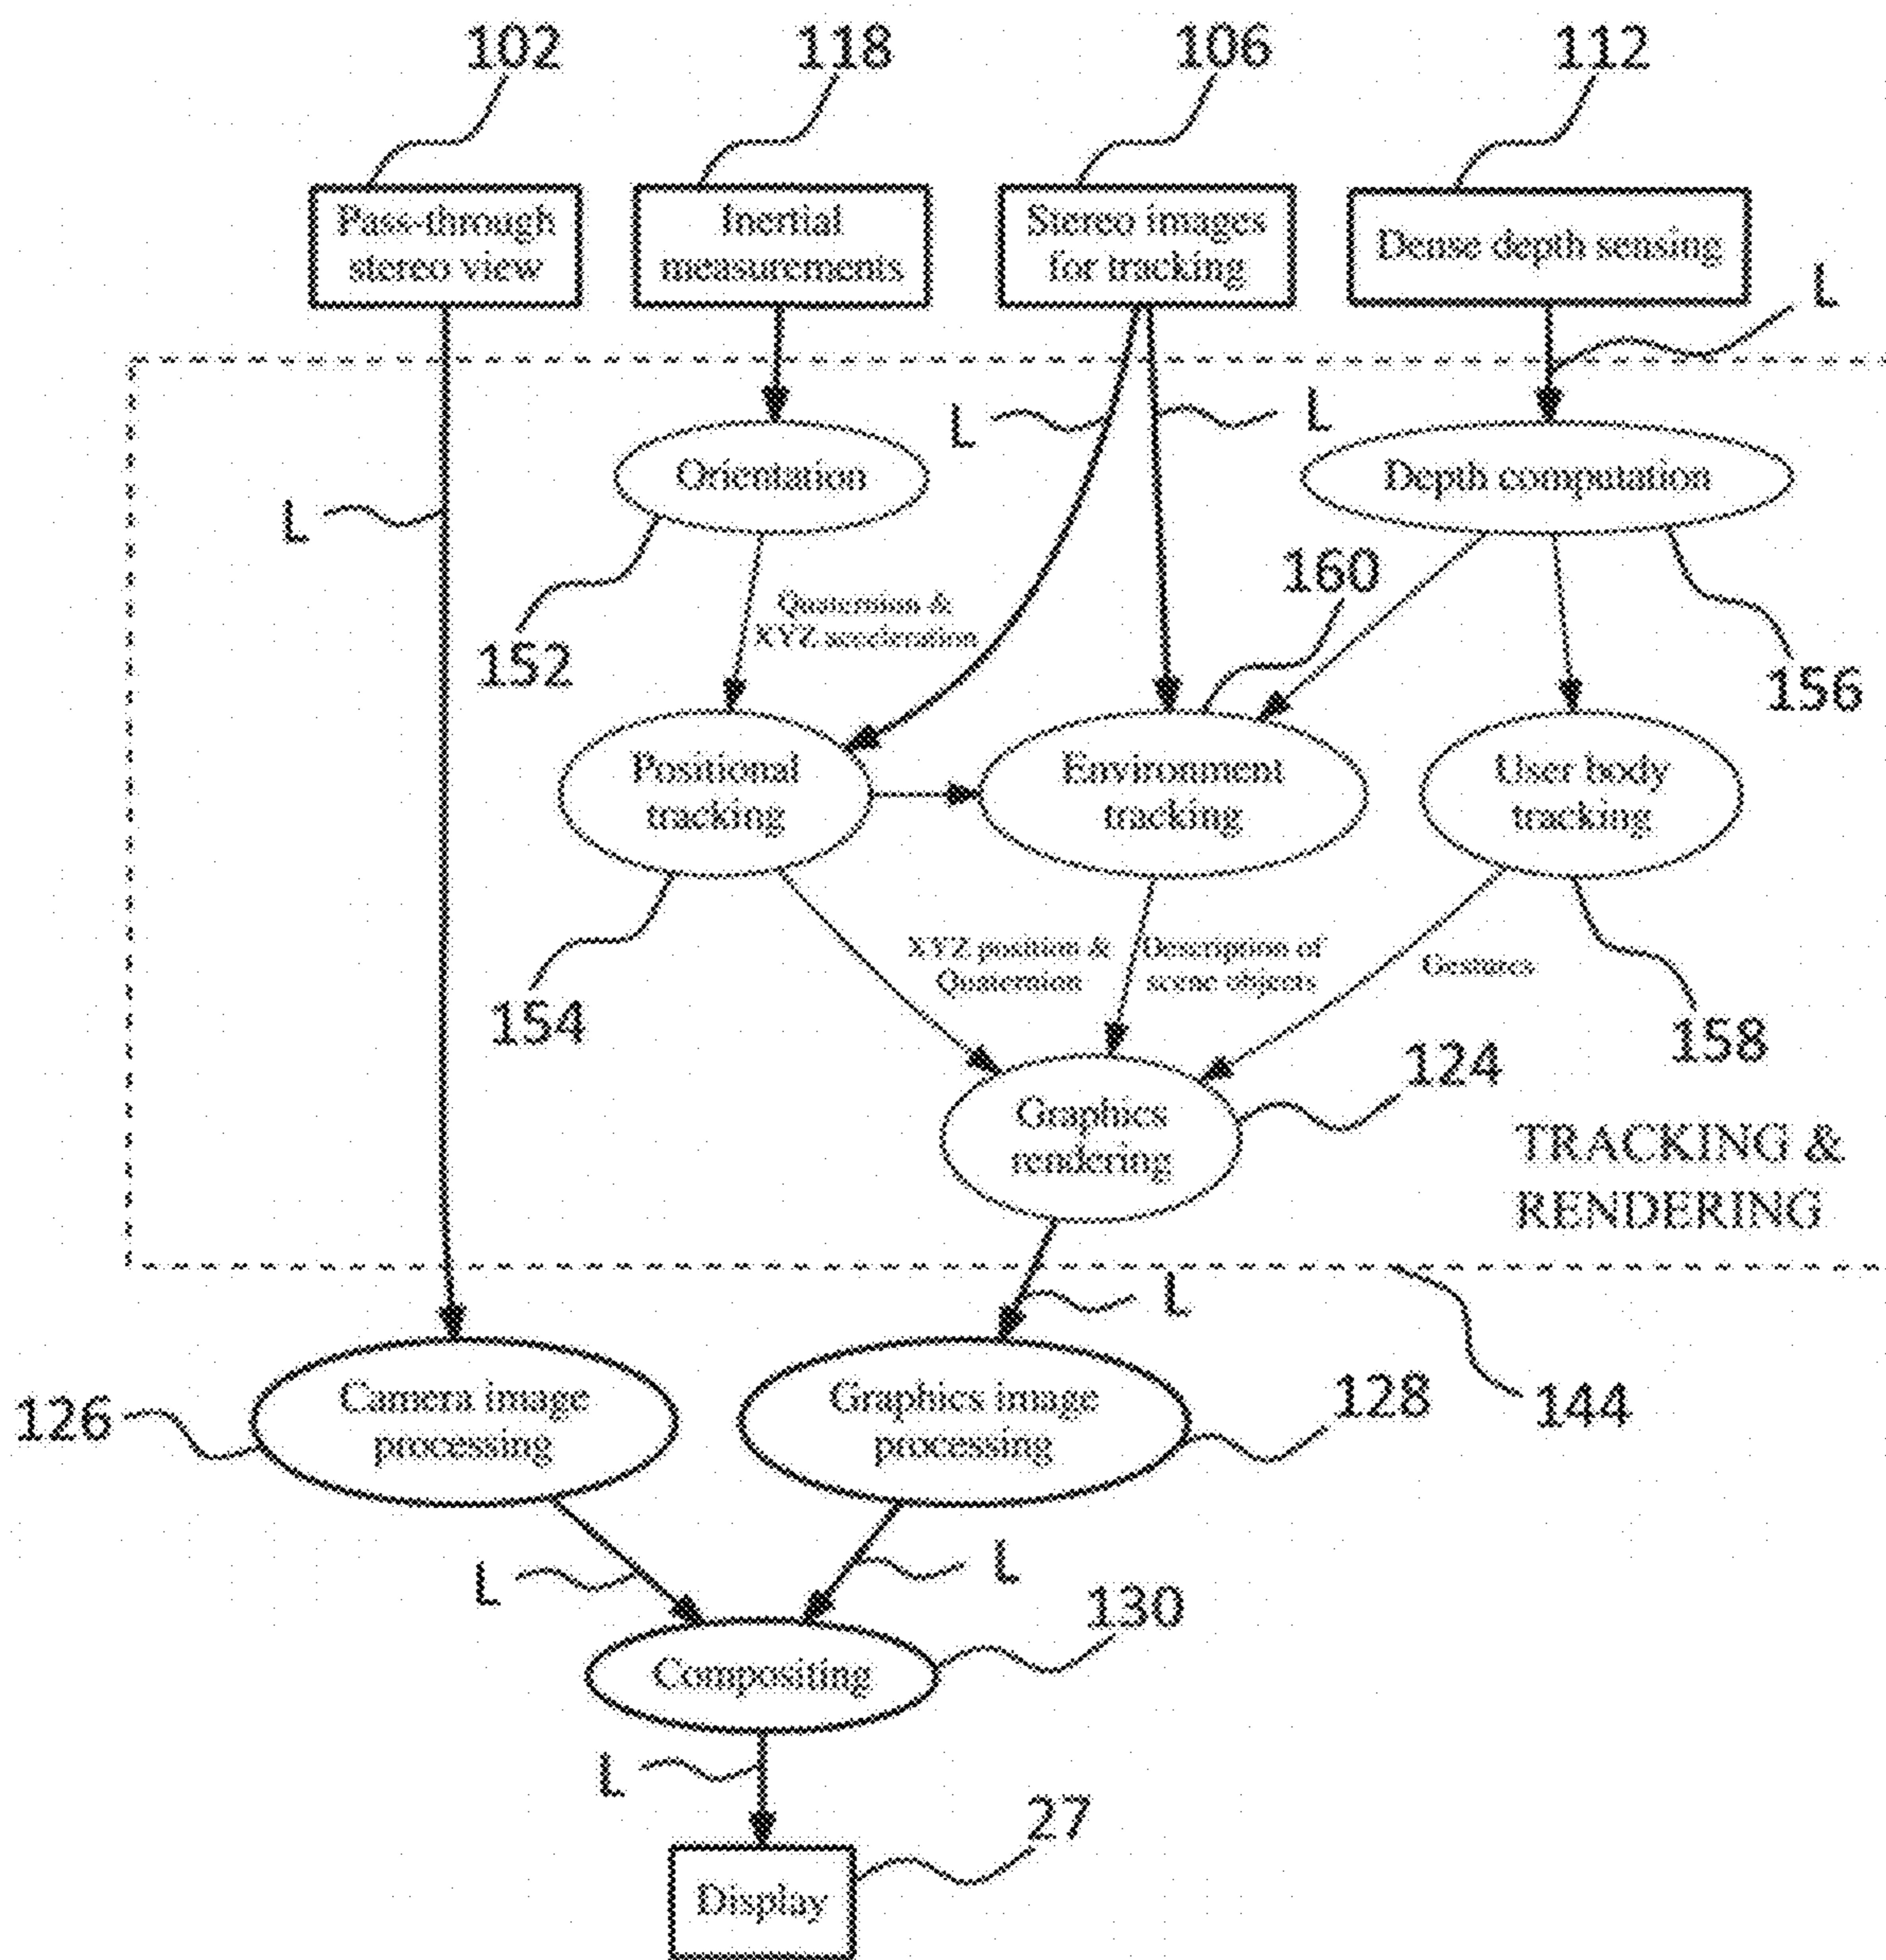 102
118
106
112
Pass-through
stereo view
Inertial
measurements
Stereo images
for tracking
Dense depth sensing
L
L
L
Orientation
Depth computation
L
160
Quaternion &
XYZ acceleration
152
156
Positional
tracking
Environment
tracking
User body
tracking
XYZ position &
Quaternion
Description of
scene objects
Gestures
154
158
124
Graphics
rendering
TRACKING &
RENDERING
L
126
Camera image
processing
Graphics image
processing
128
144
L
L
130
Compositing
L
27
Display